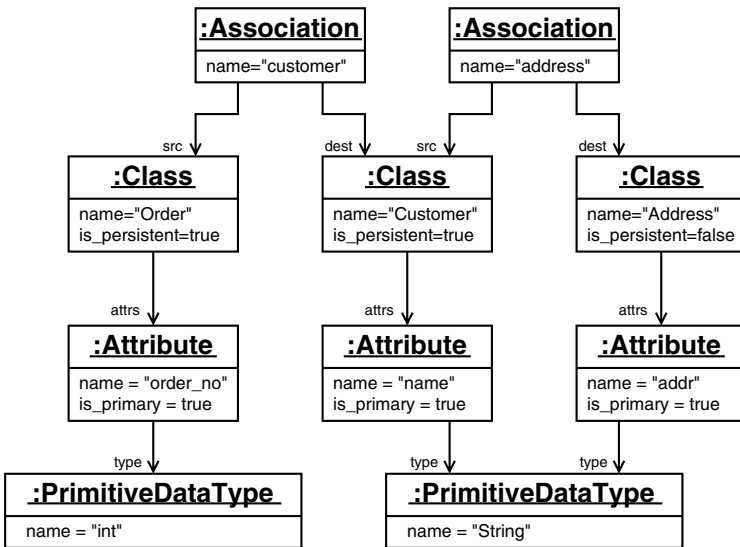 :Association
name="customer"
:Association
name="address"
src
dest
src
dest
:Class
name="Order"
is_persistent=true
:Class
name="Customer"
is_persistent=true
:Class
name="Address"
is_persistent=false
attrs
attrs
attrs
:Attribute
name = "order_no"
is_primary = true
:Attribute
name = "name"
is_primary = true
:Attribute
name = "addr"
is_primary = true
type
type
type
:PrimitiveDataType
name = "int"
:PrimitiveDataType
name = "String"